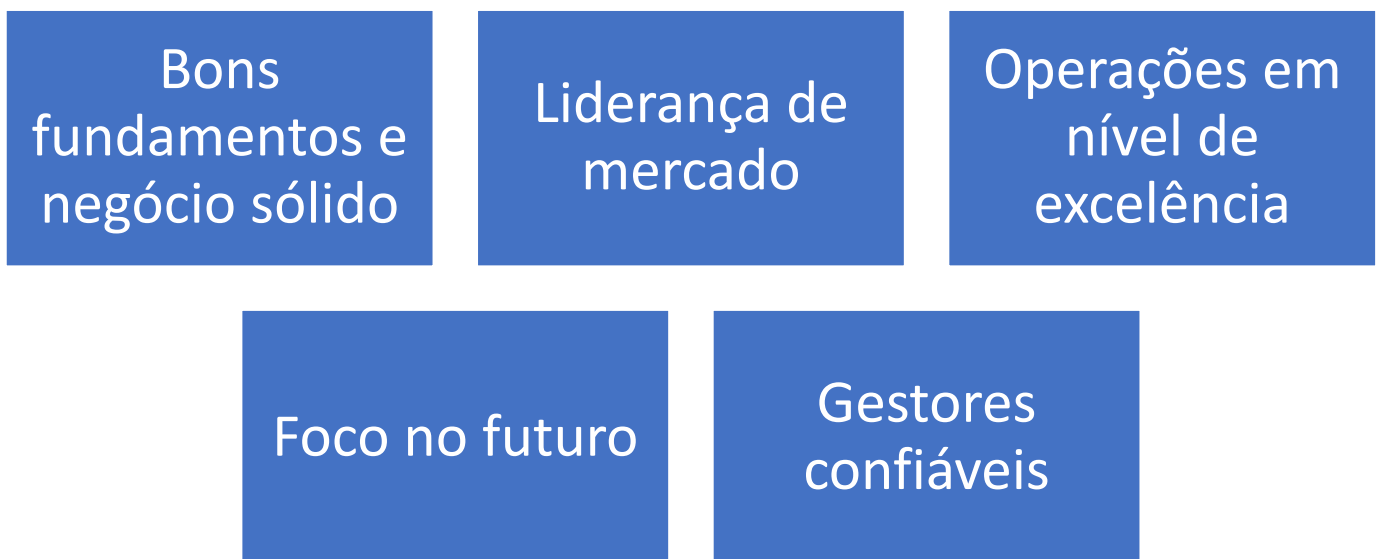 Bons
fundamentos e
negócio sólido
Liderança de
mercado
Operações em
nível de
excelência
Foco no futuro
Gestores
confiáveis